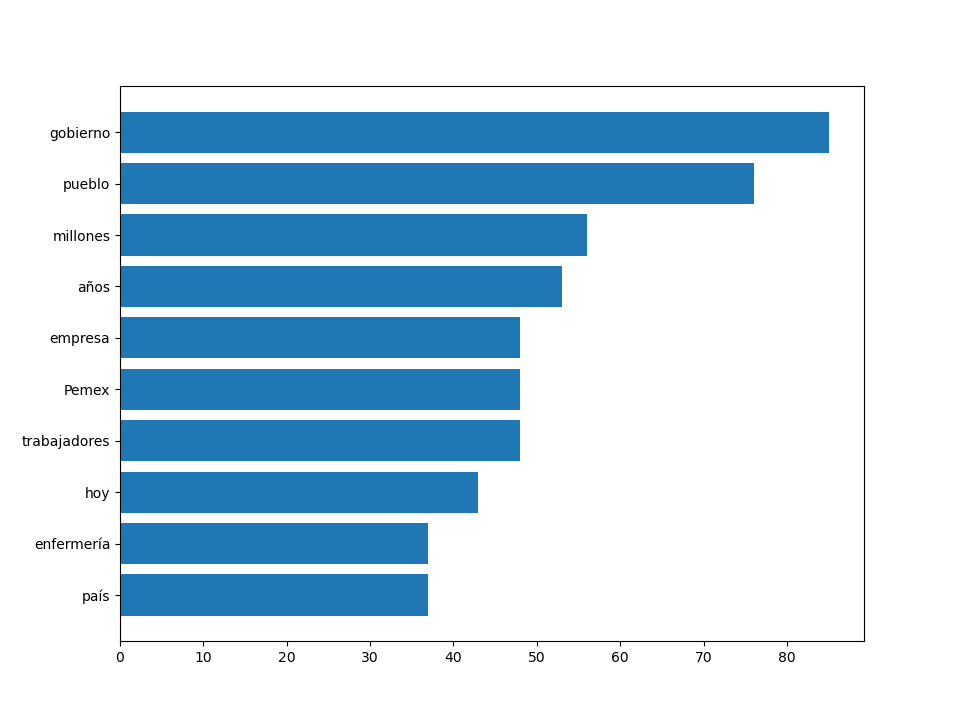 gobierno
pueblo
millones
años
empresa
Pemex
trabajadores
hoy
enfermería
país
0 10 20 30 40 50 60 70 80